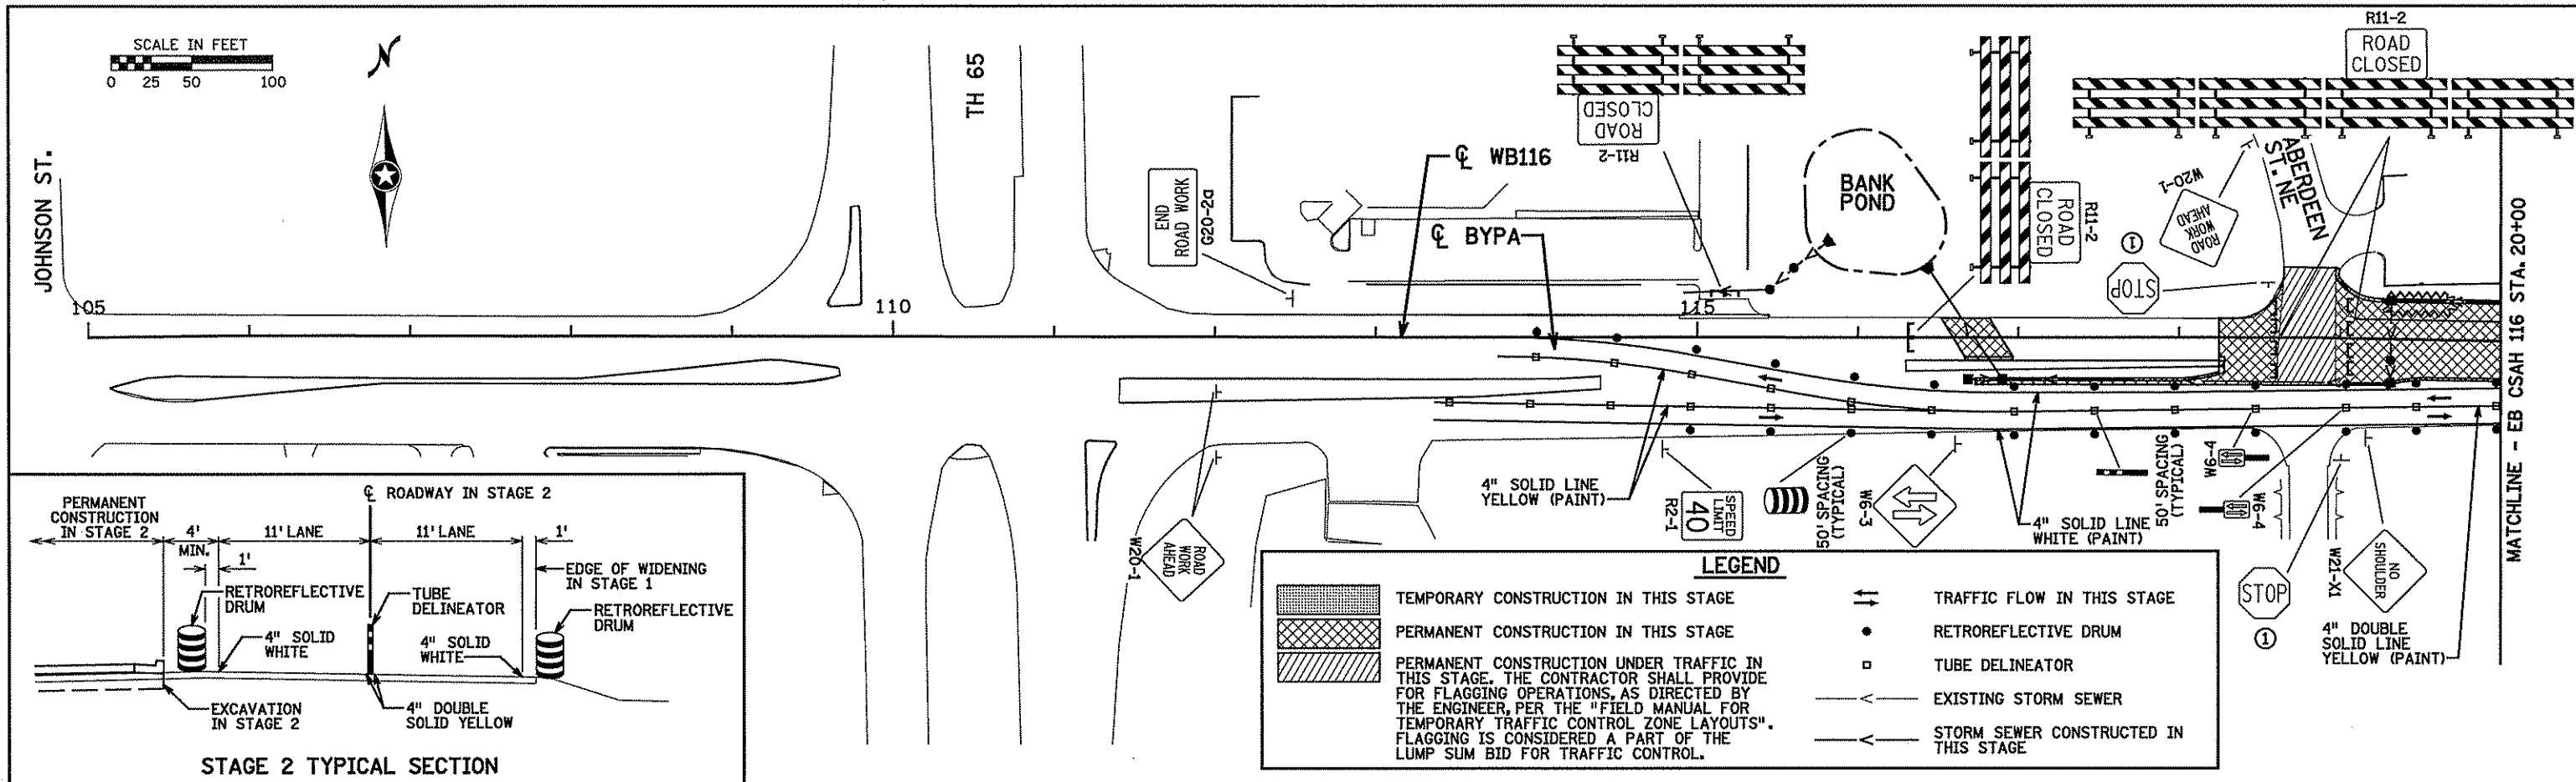 SCALE IN FEET
0 25 50 100
N
JOHNSON ST.
TH 65
105
110
115
END
ROAD WORK
G20-2a
℄ WB116
℄ BYPA
ROAD
CLOSED
R11-2
BANK
POND
ROAD
CLOSED
R11-2
R11-2
ROAD
CLOSED
W20-1
ROAD
WORK
AHEAD
ABERDEEN
ST. NE
1
STOP
MATCHLINE - EB CSAH 116 STA. 20+00
4" SOLID LINE
YELLOW (PAINT)
W20-1
ROAD
WORK
AHEAD
R2-1
SPEED
LIMIT
40
50' SPACING
(TYPICAL)
W6-3
4" SOLID LINE
WHITE (PAINT)
50' SPACING
(TYPICAL)
W6-4
W6-4
STOP
1
W21-X1
NO
SHOULDER
4" DOUBLE
SOLID LINE
YELLOW (PAINT)
℄ ROADWAY IN STAGE 2
PERMANENT
CONSTRUCTION
IN STAGE 2
4'
MIN.
11' LANE
11' LANE
1'
1'
EDGE OF WIDENING
IN STAGE 1
RETROREFLECTIVE
DRUM
TUBE
DELINEATOR
RETROREFLECTIVE
DRUM
4" SOLID
WHITE
4" SOLID
WHITE
EXCAVATION
IN STAGE 2
4" DOUBLE
SOLID YELLOW
STAGE 2 TYPICAL SECTION
LEGEND
TEMPORARY CONSTRUCTION IN THIS STAGE
PERMANENT CONSTRUCTION IN THIS STAGE
PERMANENT CONSTRUCTION UNDER TRAFFIC IN
THIS STAGE. THE CONTRACTOR SHALL PROVIDE
FOR FLAGGING OPERATIONS, AS DIRECTED BY
THE ENGINEER, PER THE "FIELD MANUAL FOR
TEMPORARY TRAFFIC CONTROL ZONE LAYOUTS".
FLAGGING IS CONSIDERED A PART OF THE
LUMP SUM BID FOR TRAFFIC CONTROL.
TRAFFIC FLOW IN THIS STAGE
RETROREFLECTIVE DRUM
TUBE DELINEATOR
EXISTING STORM SEWER
STORM SEWER CONSTRUCTED IN
THIS STAGE